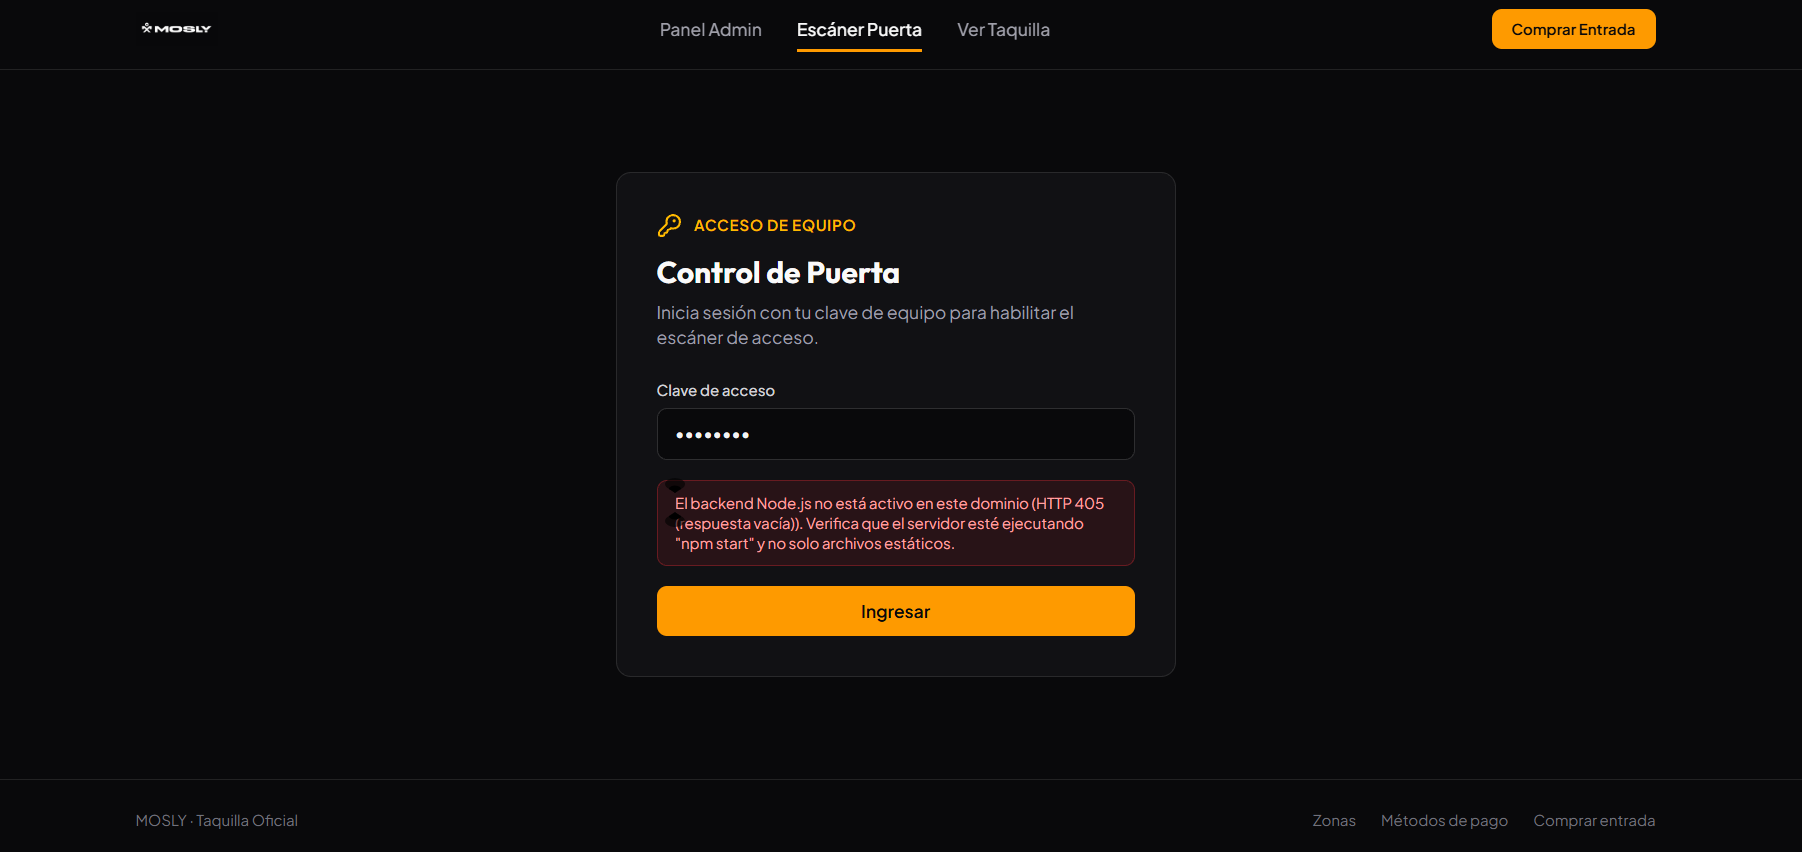 MOSLY
Panel Admin
Escáner Puerta
Ver Taquilla
Comprar Entrada
ACCESO DE EQUIPO
Control de Puerta
Inicia sesión con tu clave de equipo para habilitar el
escáner de acceso.
Clave de acceso
••••••••
El backend Node.js no está activo en este dominio (HTTP 405
(respuesta vacía)). Verifica que el servidor esté ejecutando
"npm start" y no solo archivos estáticos.
Ingresar
MOSLY · Taquilla Oficial
Zonas
Métodos de pago
Comprar entrada